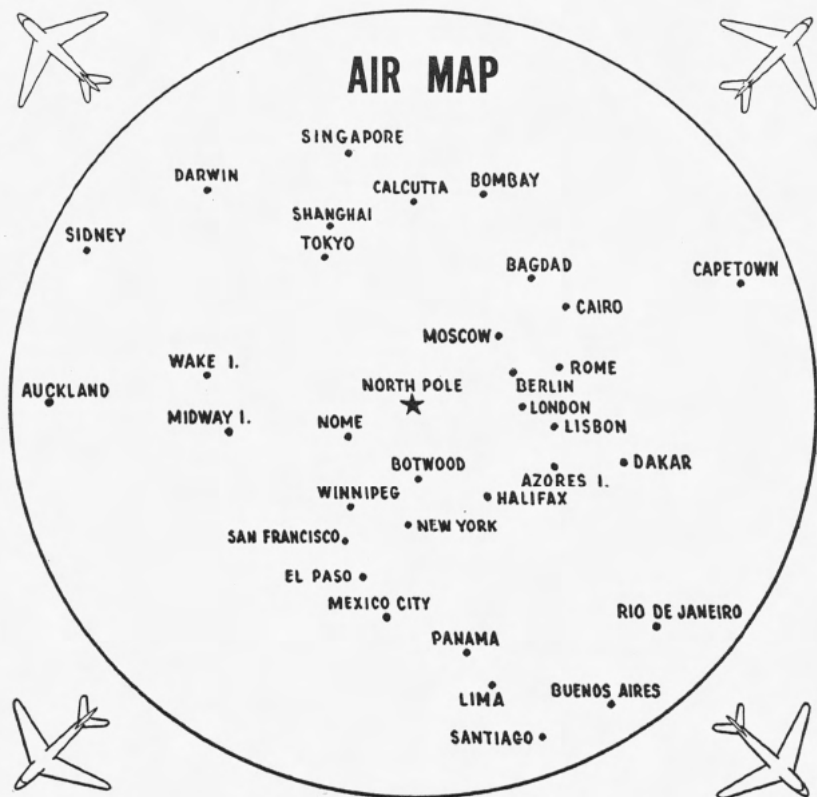 AIR MAP
SINGAPORE
DARWIN
CALCUTTA
BOMBAY
SHANGHAI
SIDNEY
TOKYO
BAGDAD
CAPETOWN
CAIRO
MOSCOW
WAKE I.
ROME
AUCKLAND
NORTH POLE
BERLIN
MIDWAY I.
NOME
LONDON
LISBON
BOTWOOD
DAKAR
AZORES I.
WINNIPEG
HALIFAX
SAN FRANCISCO
NEW YORK
EL PASO
MEXICO CITY
RIO DE JANEIRO
PANAMA
LIMA
BUENOS AIRES
SANTIAGO